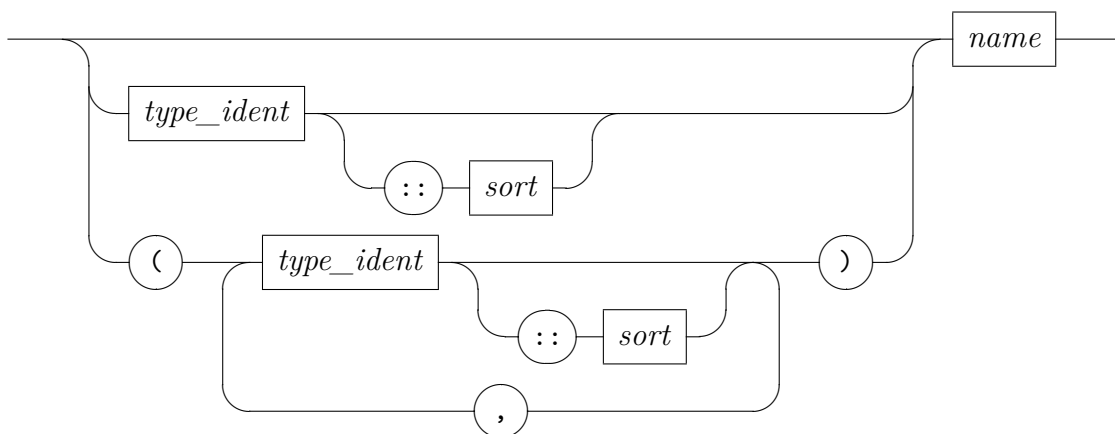 name
type_ident
:: sort
( type_ident )
:: sort
,